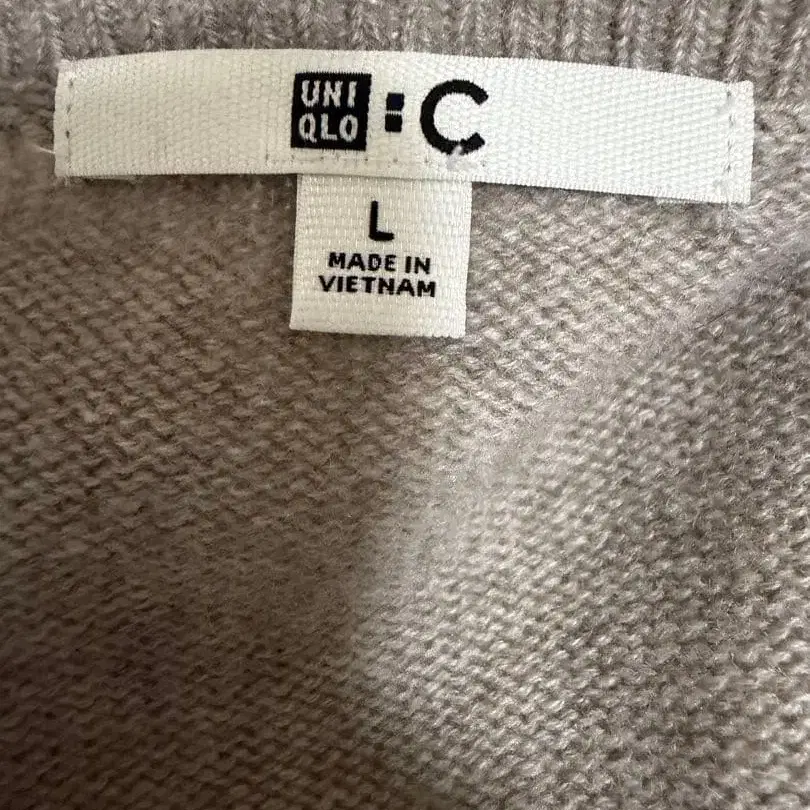 UNI
QLO : C
L
MADE IN
VIETNAM